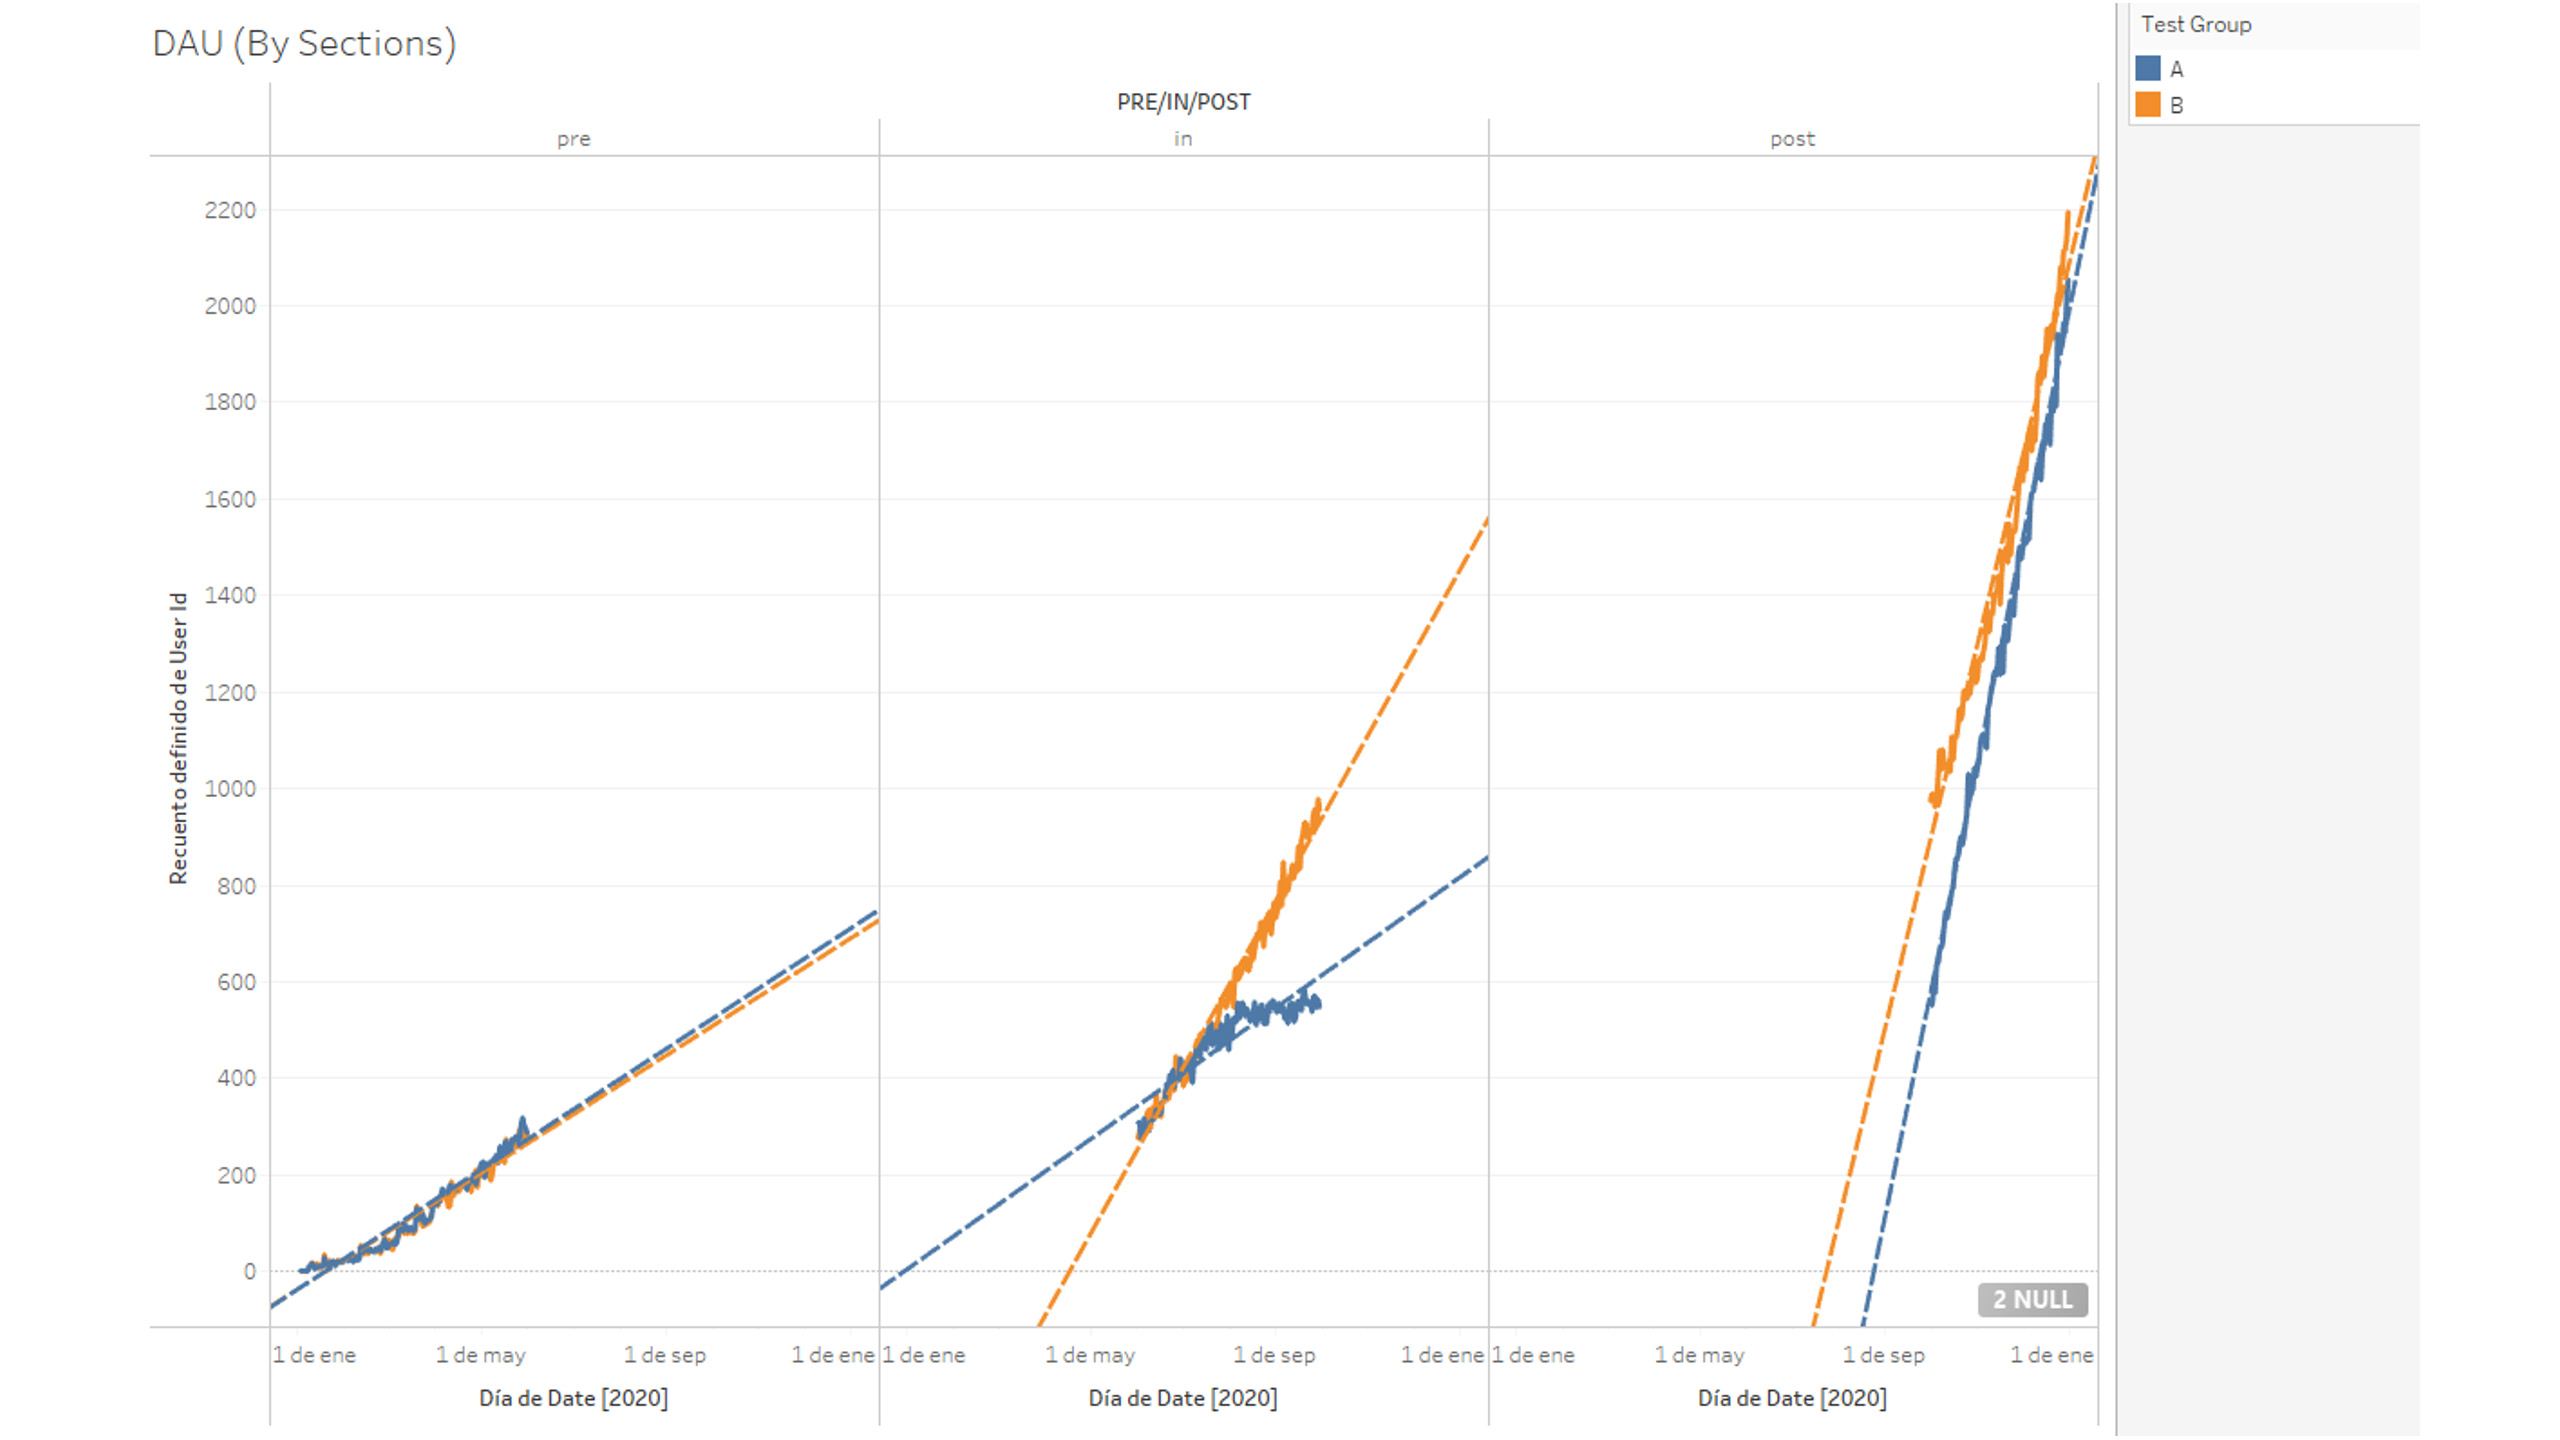 DAU (By Sections)
Test Group
A
B
PRE/IN/POST
pre in post
2200
2000
1800
1600
1400
1200
1000
800
600
400
200
0
Recuento definido de User Id
2 NULL
1 de ene 1 de may 1 de sep 1 de ene 1 de ene 1 de may 1 de sep 1 de ene 1 de ene 1 de may 1 de sep 1 de ene
Día de Date [2020] Día de Date [2020] Día de Date [2020]